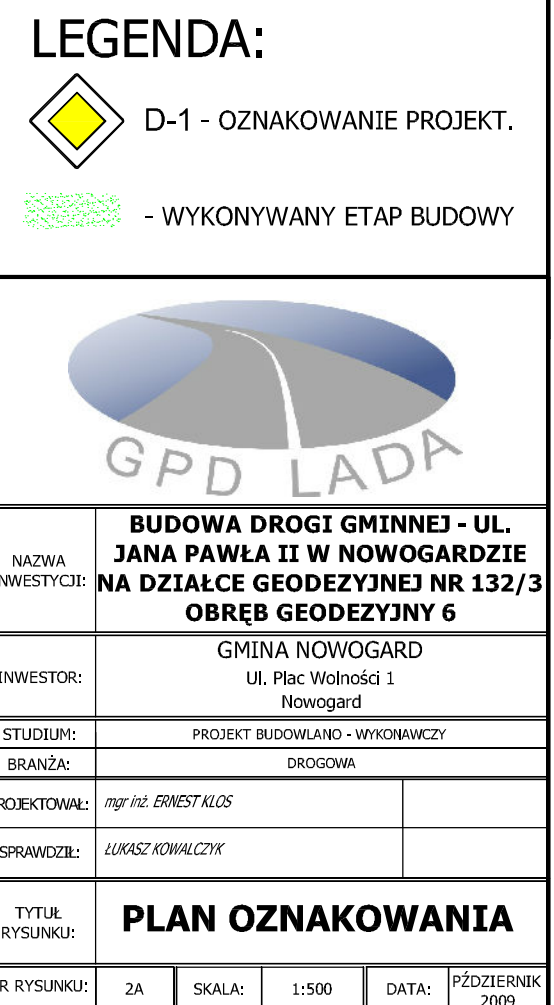 LEGENDA:
D-1 - OZNAKOWANIE PROJEKT.
- WYKONYWANY ETAP BUDOWY
GPD LADA
NAZWA
NWESTYCJI:
BUDOWA DROGI GMINNEJ - UL.
JANA PAWŁA II W NOWOGARDZIE
NA DZIAŁCE GEODEZYJNEJ NR 132/3
OBRĘB GEODEZYJNY 6
INWESTOR:
GMINA NOWOGARD
Ul. Plac Wolności 1
Nowogard
STUDIUM:
PROJEKT BUDOWLANO - WYKONAWCZY
BRANŻA:
DROGOWA
ROJEKTOWAŁ:
mgr inż. ERNEST KLOS
SPRAWDZIŁ:
ŁUKASZ KOWALCZYK
TYTUŁ
RYSUNKU:
PLAN OZNAKOWANIA
R RYSUNKU:
2A
SKALA:
1:500
DATA:
PŹDZIERNIK
2009